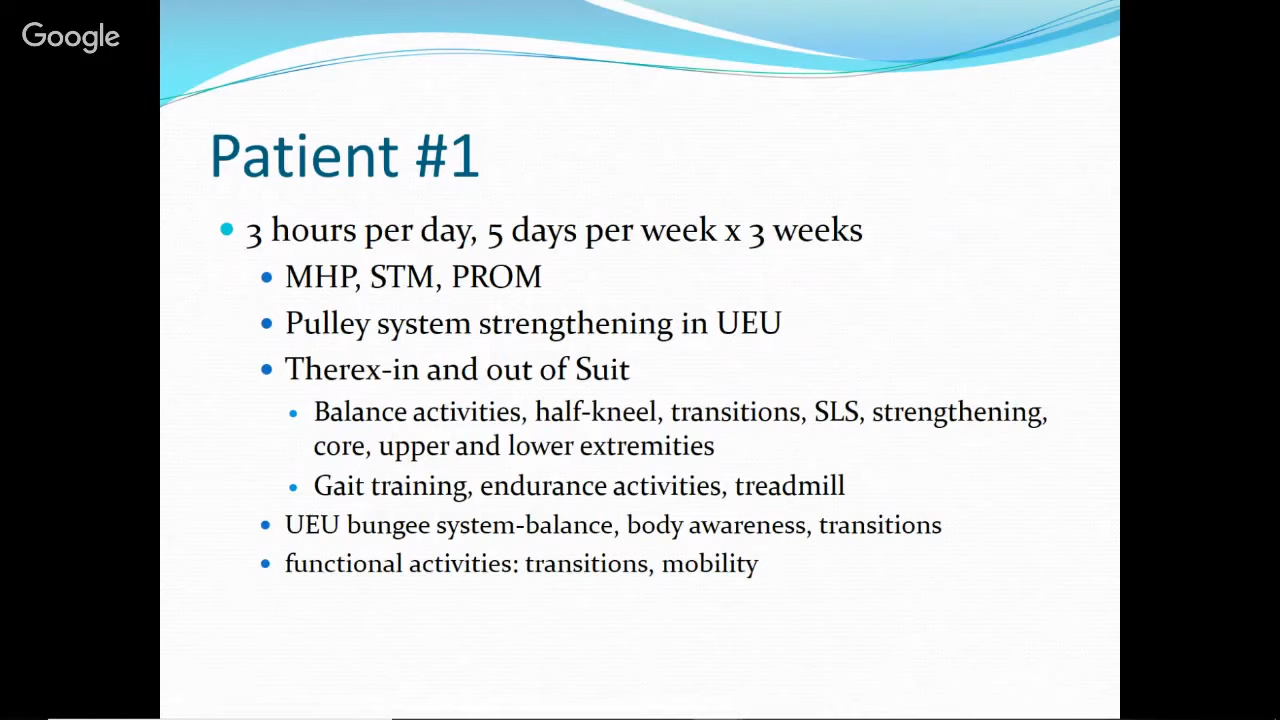 Google
Patient #1
3 hours per day, 5 days per week x 3 weeks
MHP, STM, PROM
Pulley system strengthening in UEU
Therex-in and out of Suit
Balance activities, half-kneel, transitions, SLS, strengthening,
core, upper and lower extremities
Gait training, endurance activities, treadmill
UEU bungee system-balance, body awareness, transitions
functional activities: transitions, mobility